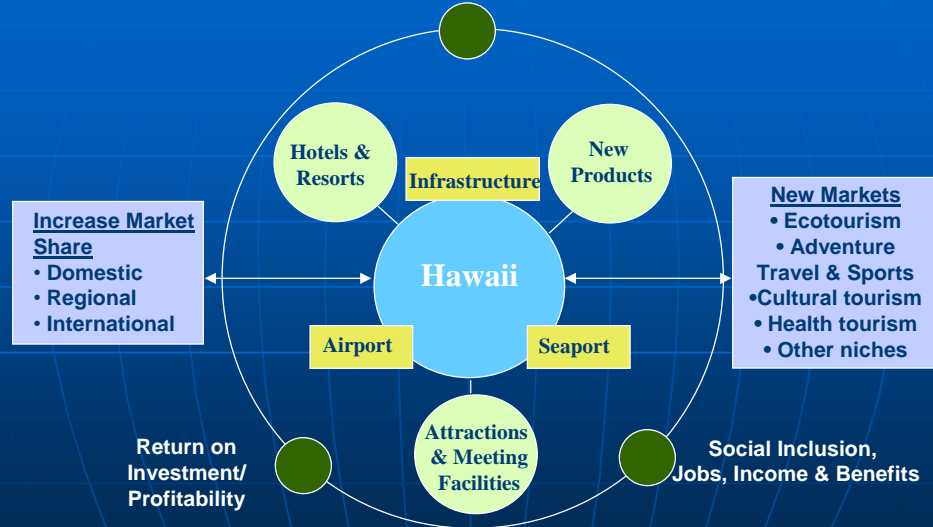 Hotels &
Resorts
Infrastructure
New
Products
Increase Market
Share
• Domestic
• Regional
• International
Hawaii
New Markets
• Ecotourism
• Adventure
Travel & Sports
•Cultural tourism
• Health tourism
• Other niches
Airport
Seaport
Attractions
& Meeting
Facilities
Return on
Investment/
Profitability
Social Inclusion,
Jobs, Income & Benefits